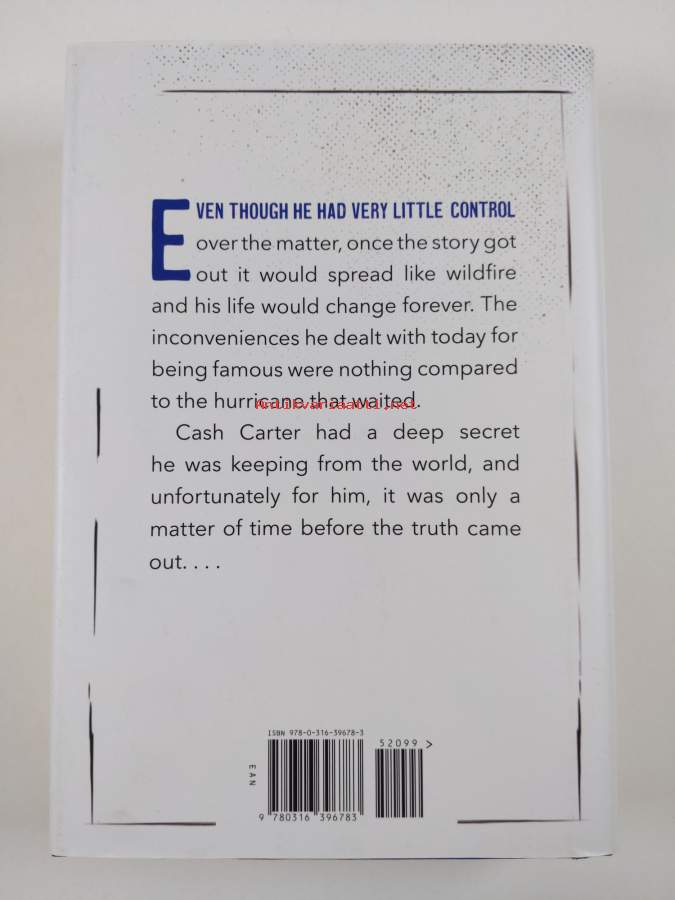 EVEN THOUGH HE HAD VERY LITTLE CONTROL
over the matter, once the story got
out it would spread like wildfire
and his life would change forever. The
inconveniences he dealt with today for
being famous were nothing compared
to the hurricane that waited.
Antikvariaatti.net
Cash Carter had a deep secret
he was keeping from the world, and
unfortunately for him, it was only a
matter of time before the truth came
out. . . .
ISBN 978-0-316-39678-3
52099 >
EAN
9 780316 396783